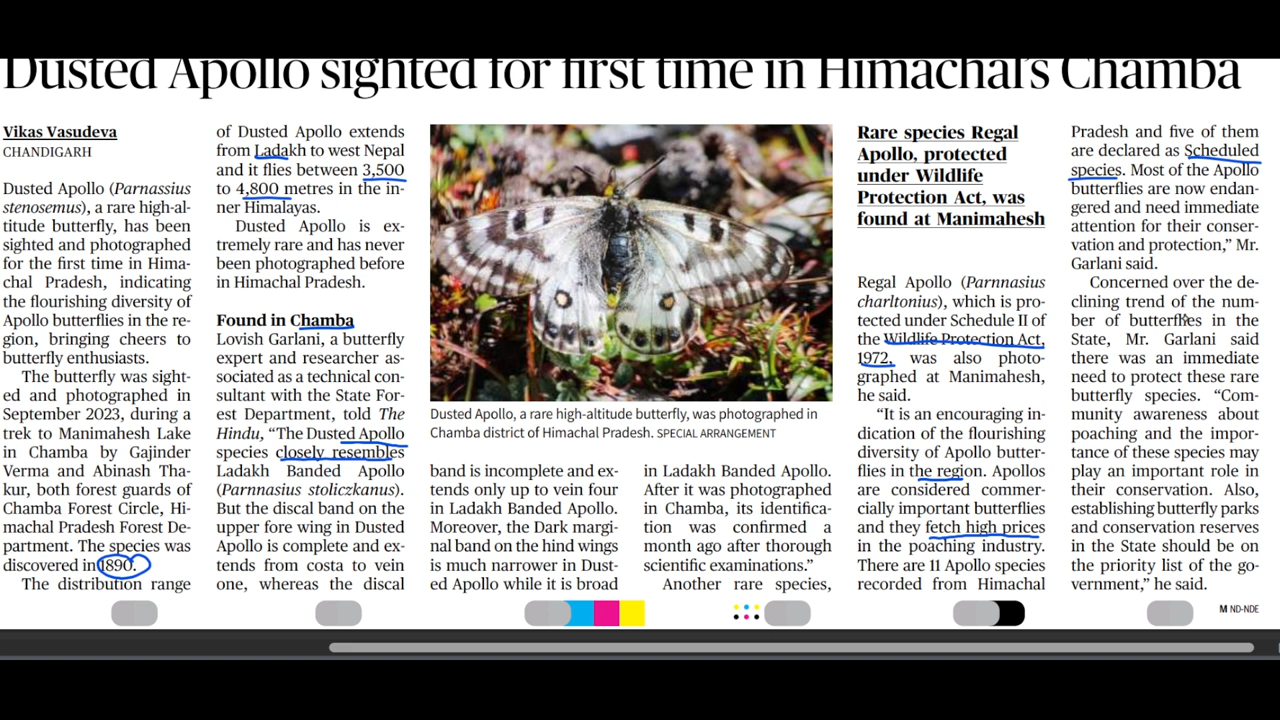 Dusted Apollo sighted for first time in Himachal's Chamba
Vikas Vasudeva
CHANDIGARH
Dusted Apollo (Parnassius
stenosemus), a rare high-al-
titude butterfly, has been
sighted and photographed
for the first time in Hima-
chal Pradesh, indicating
the flourishing diversity of
Apollo butterflies in the re-
gion, bringing cheers to
butterfly enthusiasts.
The butterfly was sight-
ed and photographed in
September 2023, during a
trek to Manimahesh Lake
in Chamba by Gajinder
Verma and Abinash Tha-
kur, both forest guards of
Chamba Forest Circle, Hi-
machal Pradesh Forest De-
partment. The species was
discovered in 1890.
The distribution range
of Dusted Apollo extends
from Ladakh to west Nepal
and it flies between 3,500
to 4,800 metres in the in-
ner Himalayas.
Dusted Apollo is ex-
tremely rare and has never
been photographed before
in Himachal Pradesh.
Found in Chamba
Lovish Garlani, a butterfly
expert and researcher as-
sociated as a technical con-
sultant with the State For-
est Department, told The
Hindu, “The Dusted Apollo
species closely resembles
Ladakh Banded Apollo
(Parnmasius stoliczkanus).
But the discal band on the
upper fore wing in Dusted
Apollo is complete and ex-
tends from costa to vein
one, whereas the discal
Dusted Apollo, a rare high-altitude butterfly, was photographed in
Chamba district of Himachal Pradesh. SPECIAL ARRANGEMENT
band is incomplete and ex-
tends only up to vein four
in Ladakh Banded Apollo.
Moreover, the Dark margi-
nal band on the hind wings
is much narrower in Dust-
ed Apollo while it is broad
in Ladakh Banded Apollo.
After it was photographed
in Chamba, its identifica-
tion was confirmed a
month ago after thorough
scientific examinations.”
Another rare species,
Rare species Regal
Apollo, protected
under Wildlife
Protection Act, was
found at Manimahesh
Regal Apollo (Parnnasius
charltonius), which is pro-
tected under Schedule II of
the Wildlife Protection Act,
1972, was also photo-
graphed at Manimahesh,
he said.
“It is an encouraging in-
dication of the flourishing
diversity of Apollo butter-
flies in the region. Apollos
are considered commer-
cially important butterflies
and they fetch high prices
in the poaching industry.
There are 11 Apollo species
recorded from Himachal
Pradesh and five of them
are declared as Scheduled
species. Most of the Apollo
butterflies are now endan-
gered and need immediate
attention for their conser-
vation and protection,” Mr.
Garlani said.
Concerned over the de-
clining trend of the num-
ber of butterflies in the
State, Mr. Garlani said
there was an immediate
need to protect these rare
butterfly species. “Com-
munity awareness about
poaching and the impor-
tance of these species may
play an important role in
their conservation. Also,
establishing butterfly parks
and conservation reserves
in the State should be on
the priority list of the go-
vernment,” he said.
M ND-NDE